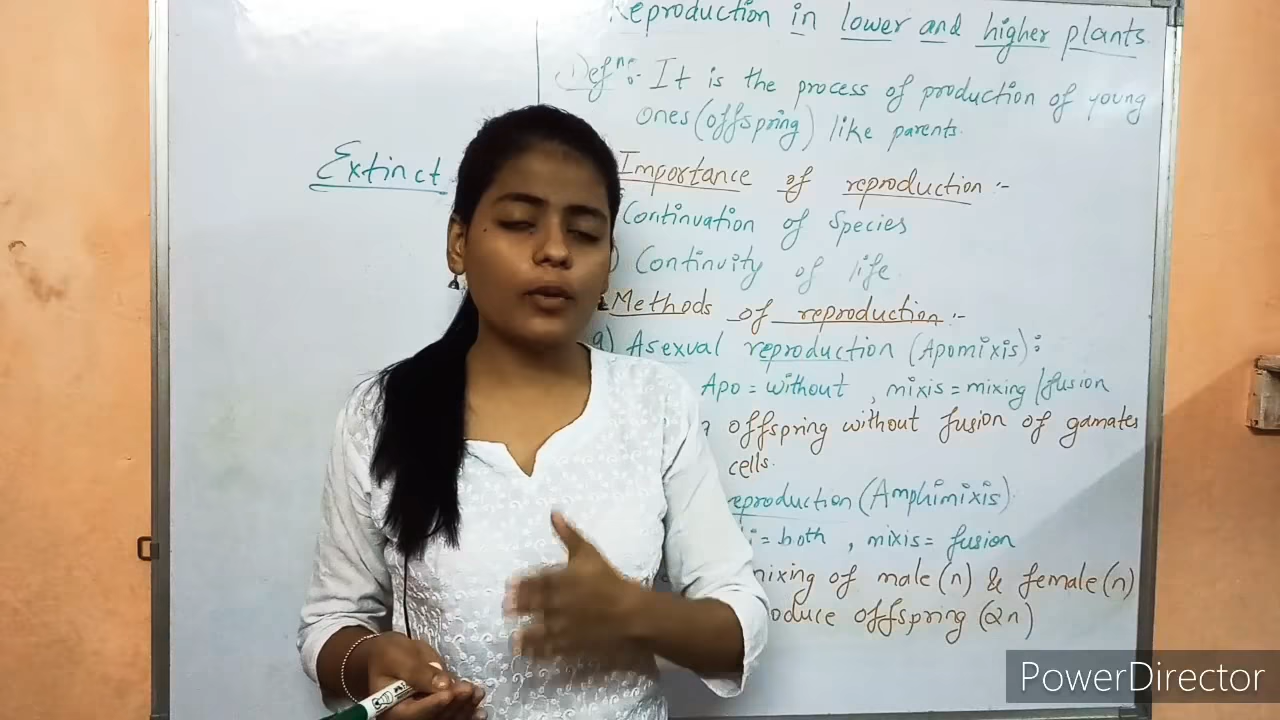 Reproduction in lower and higher plants.
Defⁿ:- It is the process of production of young
ones (offspring) like parents.
Extinct
Importance of reproduction :-
Continuation of Species
) Continuity of life.
Methods of reproduction :-
a) Asexual reproduction (Apomixis):
Apo = without , mixis = mixing / fusion
offspring without fusion of gamates
cells.
reproduction (Amphimixis)
= both , mixis = fusion
mixing of male (n) & female (n)
offspring (2n)
PowerDirector